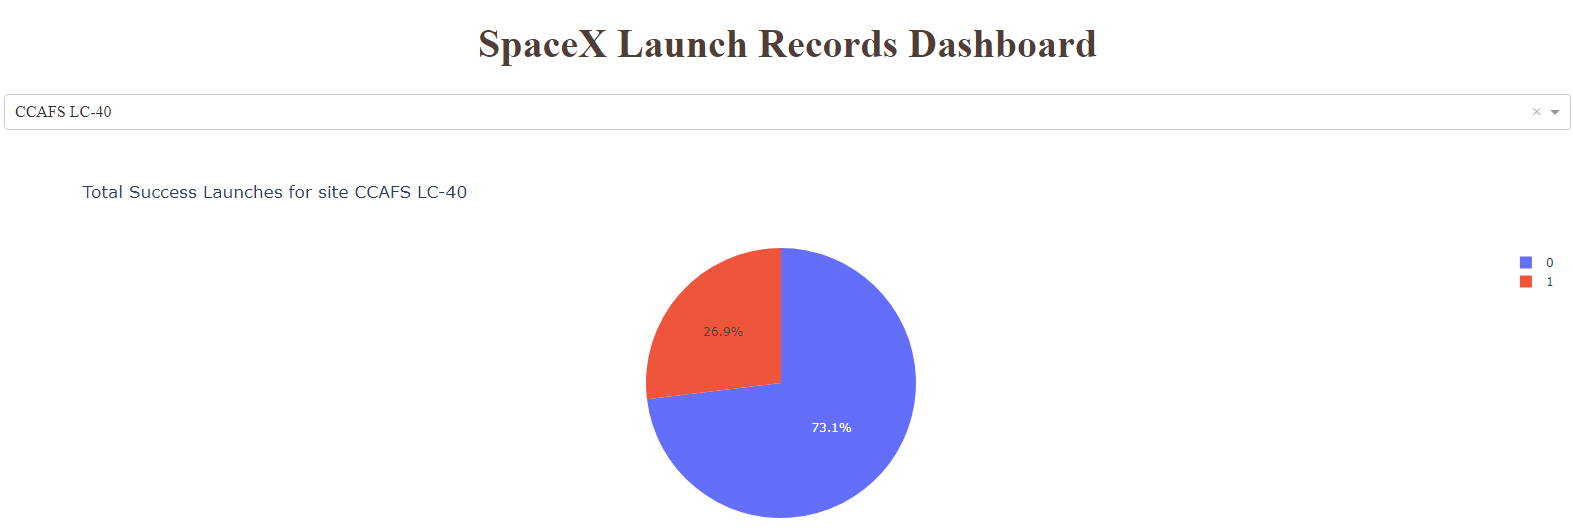 SpaceX Launch Records Dashboard
CCAFS LC-40 ×
Total Success Launches for site CCAFS LC-40
0
1
26.9%
73.1%